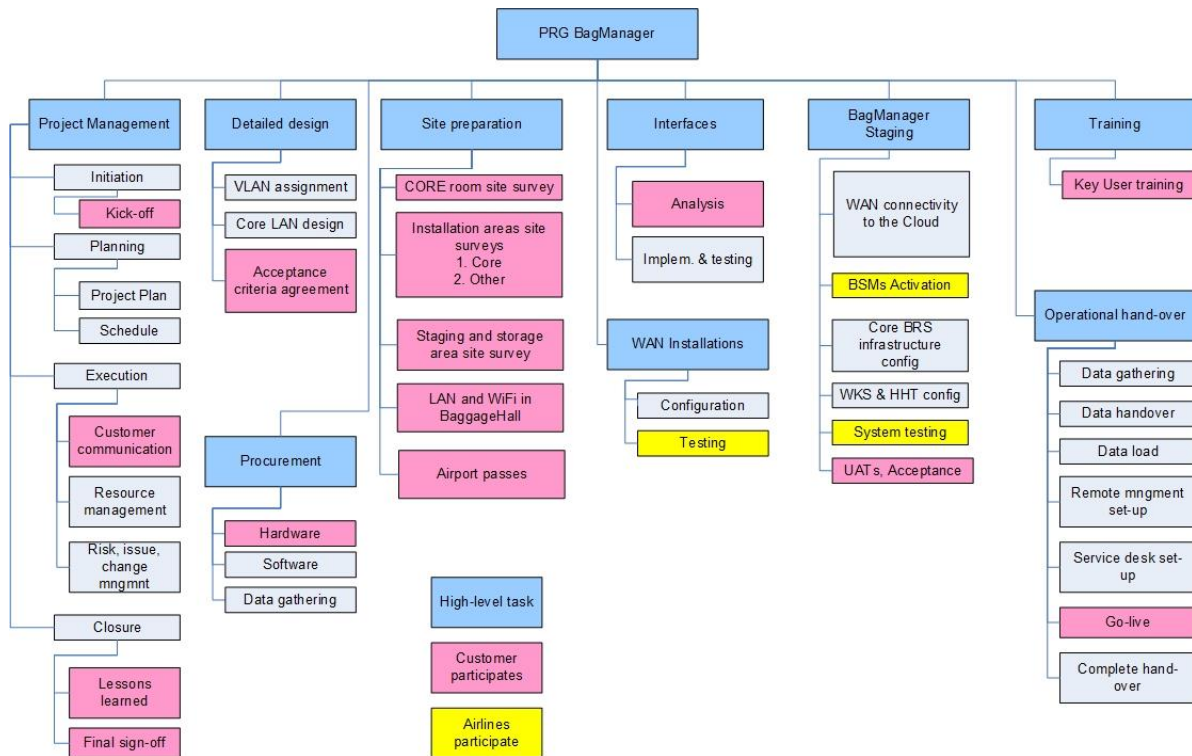 PRG BagManager
Project Management
Initiation
Kick-off
Planning
Project Plan
Schedule
Execution
Customer
communication
Resource
management
Risk, issue,
change
mngmnt
Closure
Lessons
learned
Final sign-off
Detailed design
VLAN assignment
Core LAN design
Acceptance
criteria agreement
Procurement
Hardware
Software
Data gathering
Site preparation
CORE room site survey
Installation areas site
surveys
1. Core
2. Other
Staging and storage
area site survey
LAN and WiFi in
BaggageHall
Airport passes
Interfaces
Analysis
Implem. & testing
WAN Installations
Configuration
Testing
BagManager
Staging
WAN connectivity
to the Cloud
BSMs Activation
Core BRS
infrastructure
config
WKS & HHT config
System testing
UATs, Acceptance
Training
Key User training
Operational hand-over
Data gathering
Data handover
Data load
Remote mngment
set-up
Service desk set-
up
Go-live
Complete hand-
over
High-level task
Customer
participates
Airlines
participate